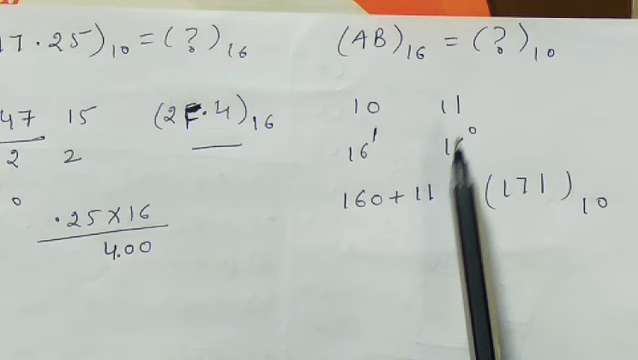 47.25)₁₀ = (?)₁₆
47 15 (2F.4)₁₆
2 2
0
.25 X 16
4.00
(AB)₁₆ = (?)₁₀
10 11
16¹ 16⁰
160 + 11 (171)₁₀